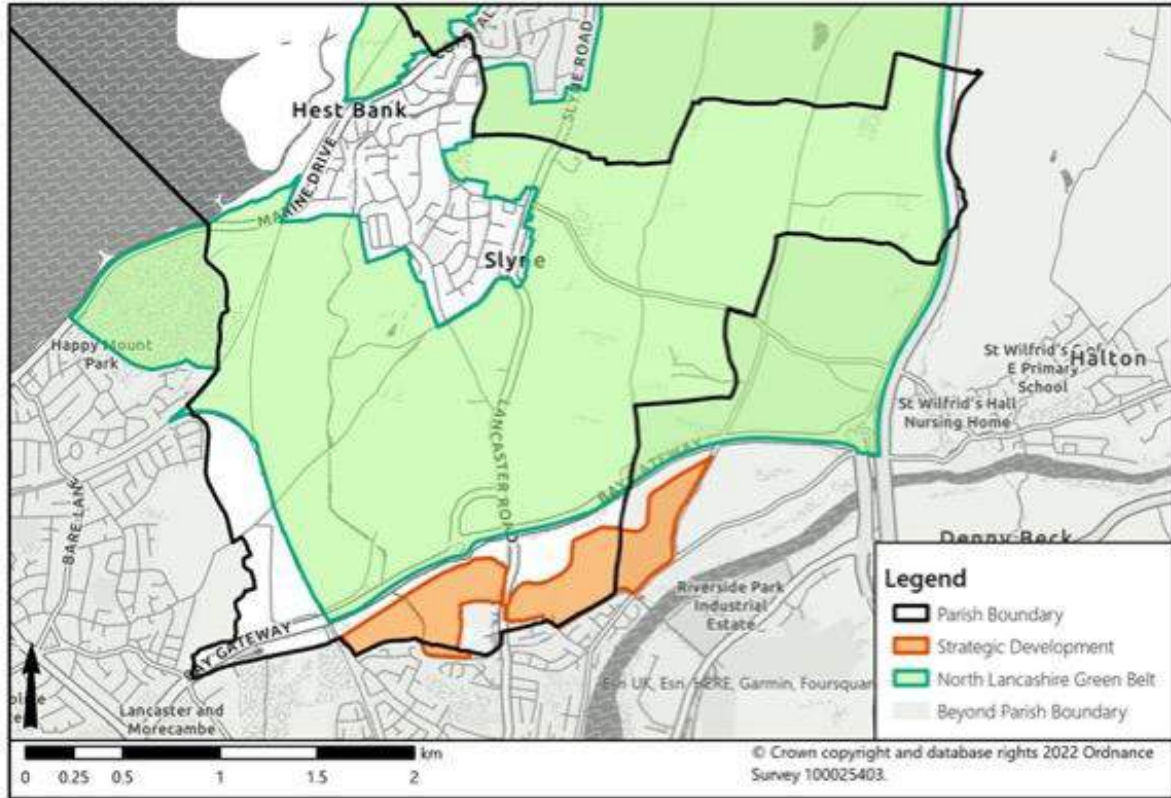 Hest Bank
SLYNE ROAD
MARINE DRIVE
Slyne
Happy Mount
Park
BARE LANE
LANCASTER ROAD
BAY GATEWAY
St Wilfrid's C of
E Primary
School
Halton
St Wilfrid's Hall
Nursing Home
Denny Beck
Riverside Park
Industrial
Estate
BAY GATEWAY
Lancaster and
Morecambe
Esri UK, Esri, HERE, Garmin, Foursquar
Legend
Parish Boundary
Strategic Development
North Lancashire Green Belt
Beyond Parish Boundary
km
0 0.25 0.5 1 1.5 2
© Crown copyright and database rights 2022 Ordnance
Survey 100025403.